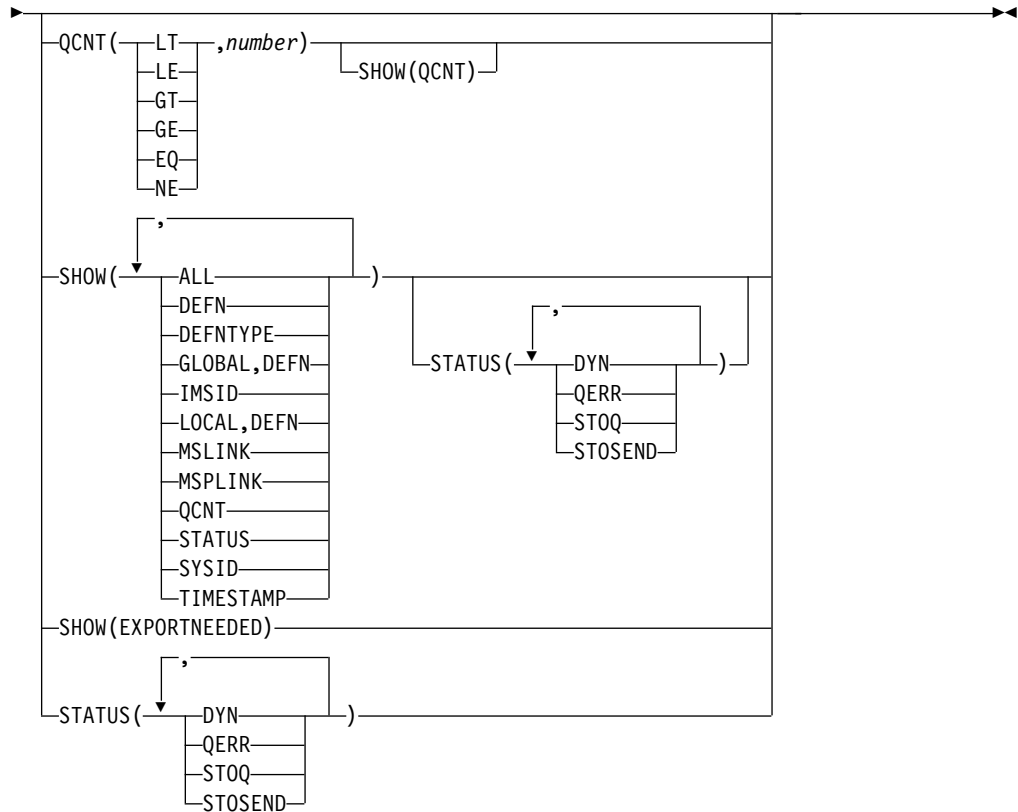 QCNT( LT ,number)
LE SHOW(QCNT)
GT
GE
EQ
NE
,
SHOW( ALL )
DEFN ,
DEFNTYPE
GLOBAL,DEFN STATUS( DYN )
IMSID QERR
LOCAL,DEFN STOQ
MSLINK STOSEND
MSPLINK
QCNT
STATUS
SYSID
TIMESTAMP
SHOW(EXPORTNEEDED)
,
STATUS( DYN )
QERR
STOQ
STOSEND